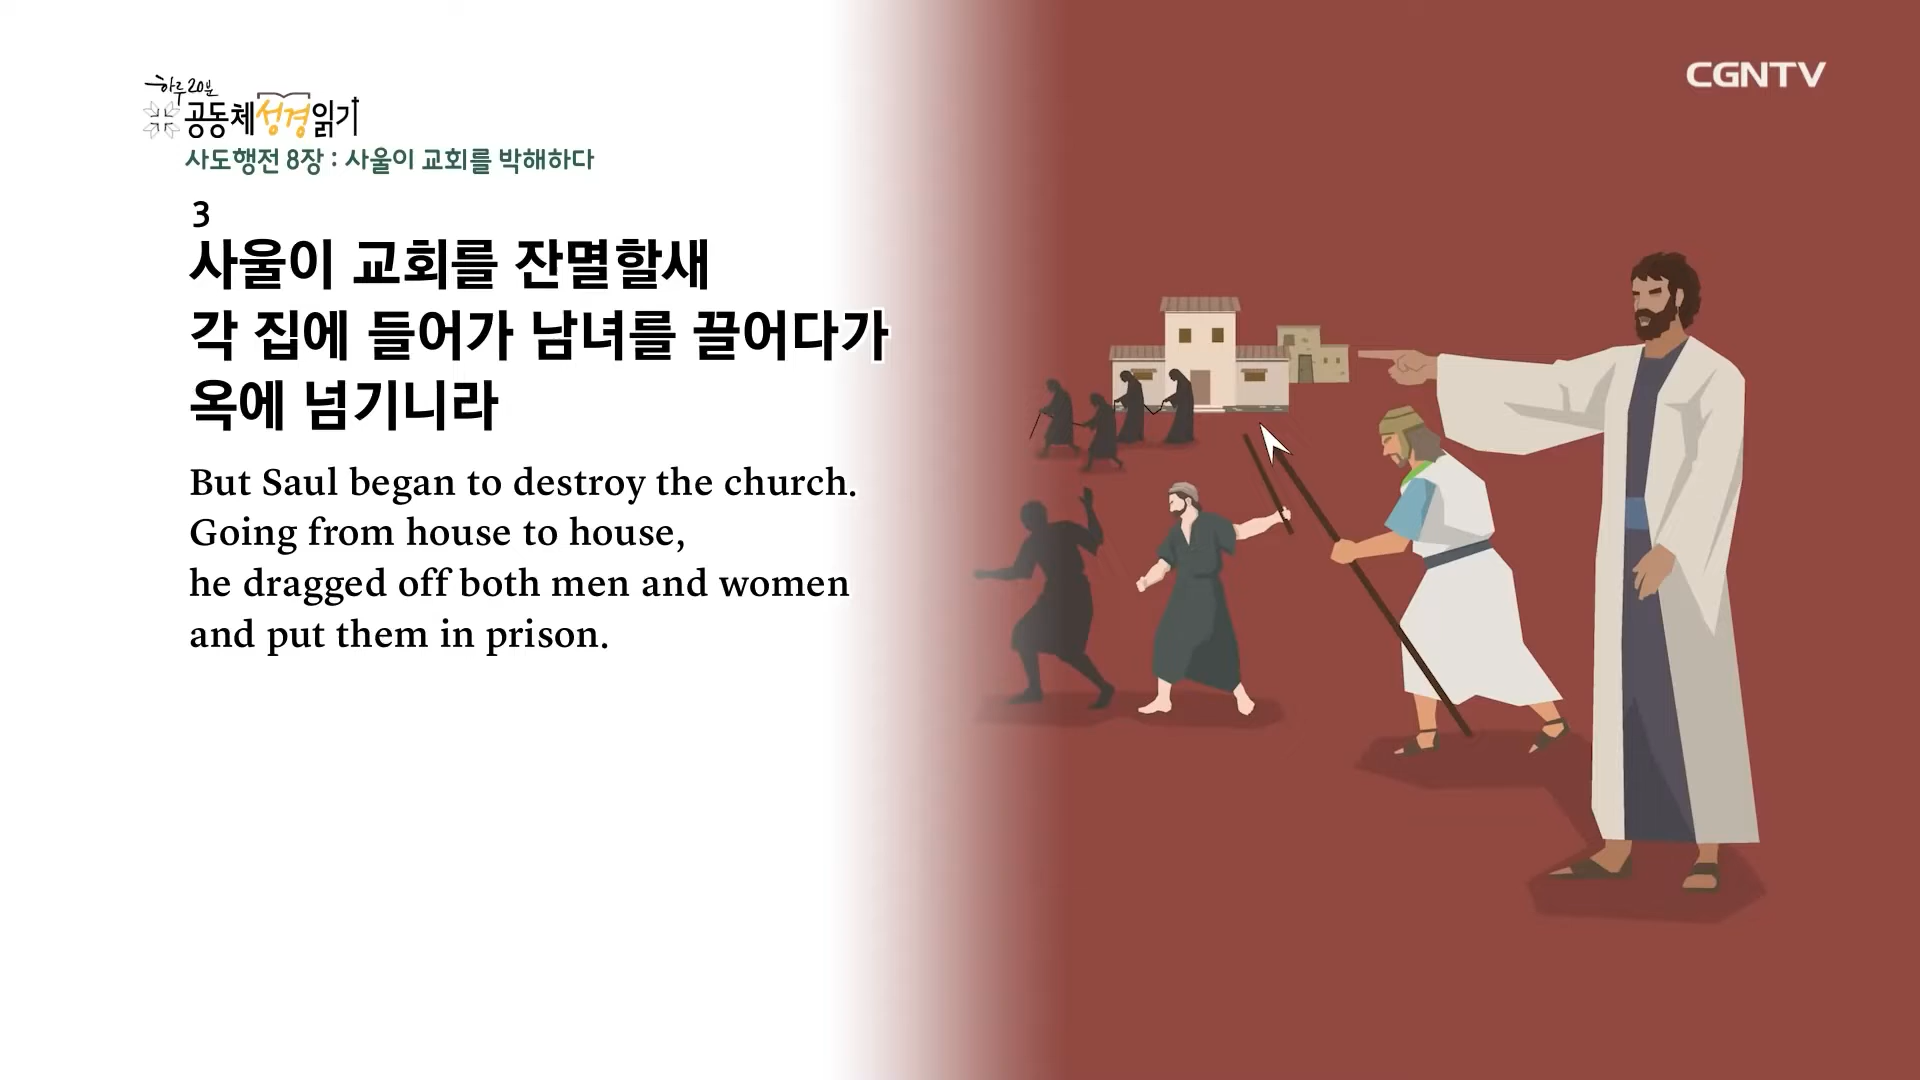 하루 20분
공동체성경읽기
CGNTV
사도행전 8장 : 사울이 교회를 박해하다
3
사울이 교회를 잔멸할새
각 집에 들어가 남녀를 끌어다가
옥에 넘기니라
But Saul began to destroy the church.
Going from house to house,
he dragged off both men and women
and put them in prison.